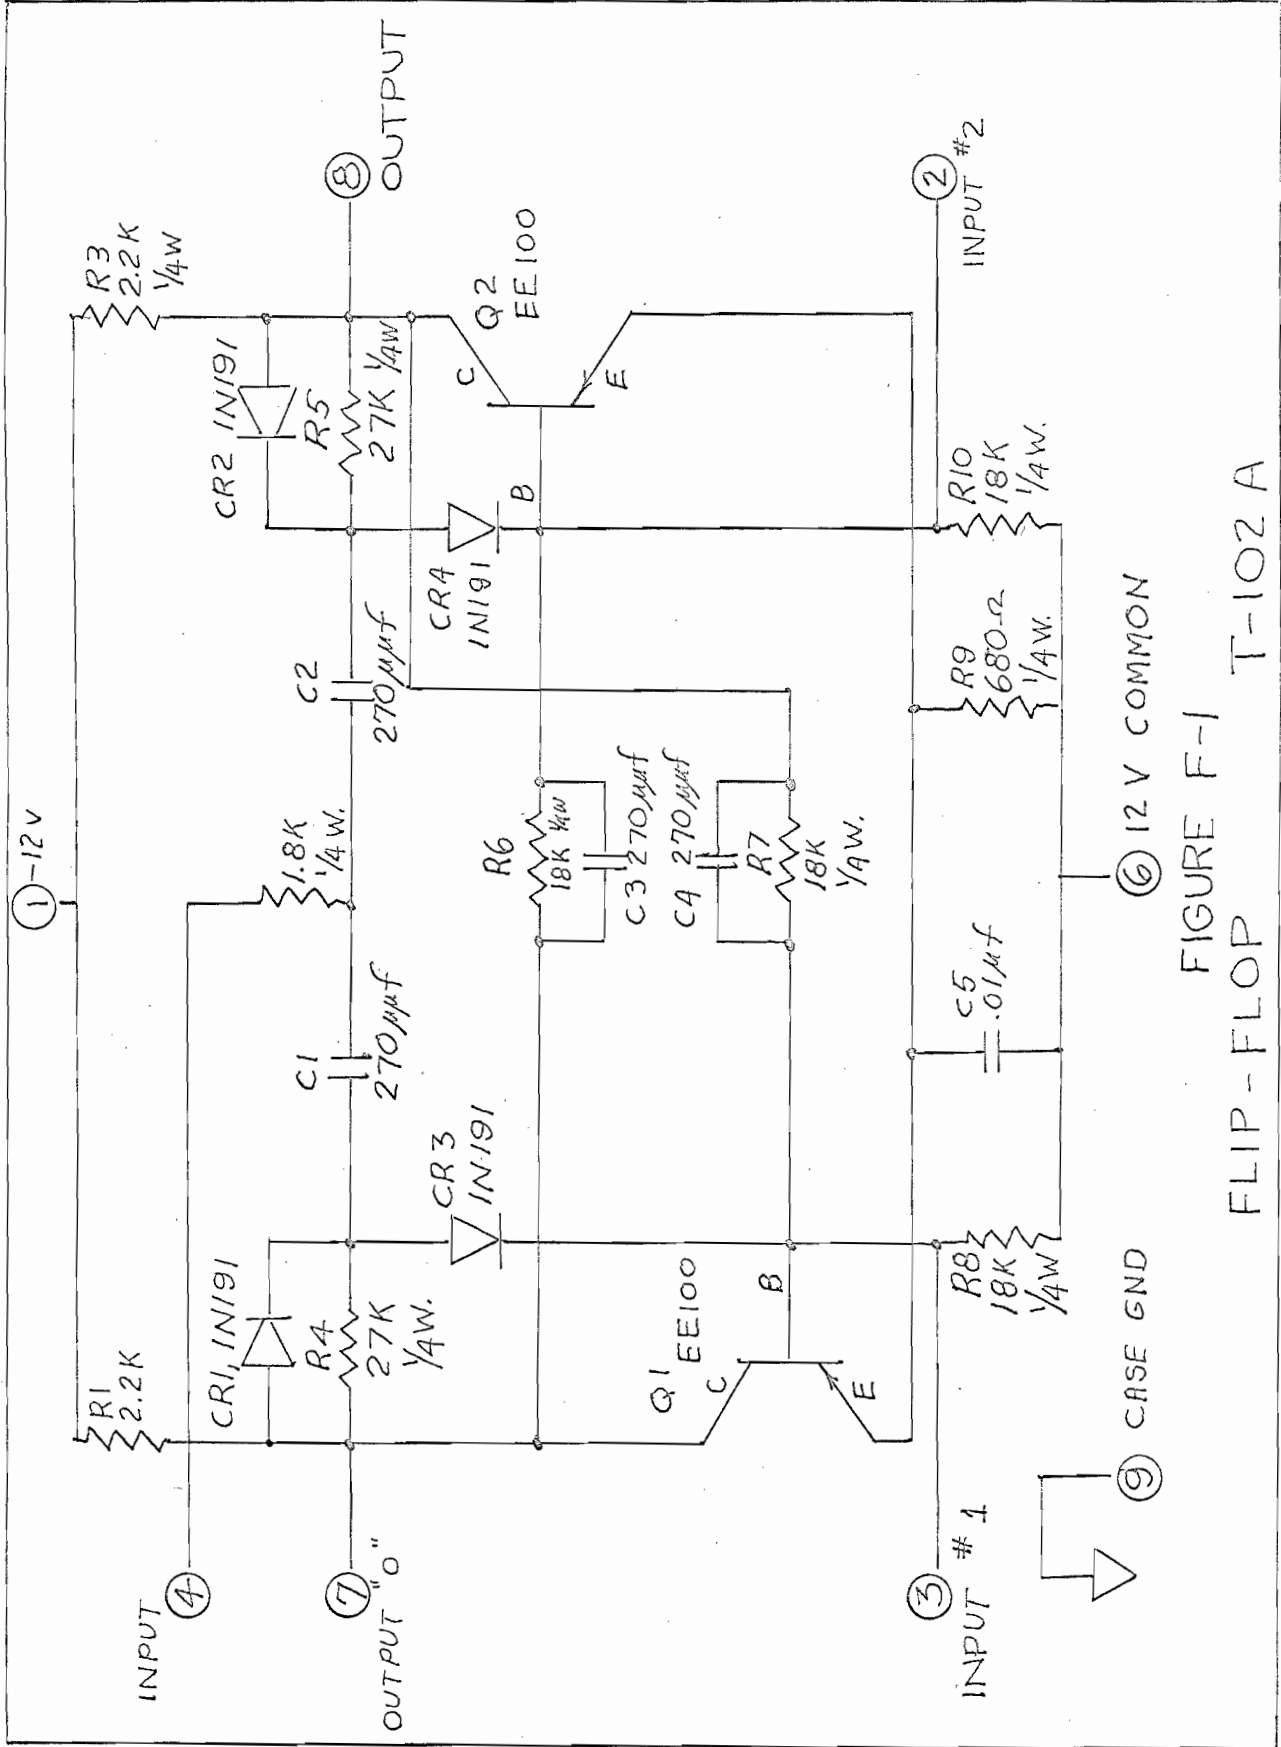 ① -12V
R1
2.2K
R3
2.2K
¼W
INPUT
④
CR1, IN191
1.8K
¼W.
CR2 IN191
⑦
OUTPUT "O"
R4
27K
¼W.
C1
270μμf
C2
270μμf
R5
27K ¼W
⑧
OUTPUT
CR3
IN191
CR4
IN191
B
C
Q2
EE100
E
R6
18K ¼W
C3 270μμf
C4 270μμf
R7
18K
¼W.
Q1
EE100
C
B
E
③
INPUT #1
②
INPUT #2
R8
18K
¼W
C5
.01μf
R9
680Ω
¼W.
R10
18K
¼W.
⑨ CASE GND
⑥ 12V COMMON
FIGURE F-1
FLIP-FLOP T-102A